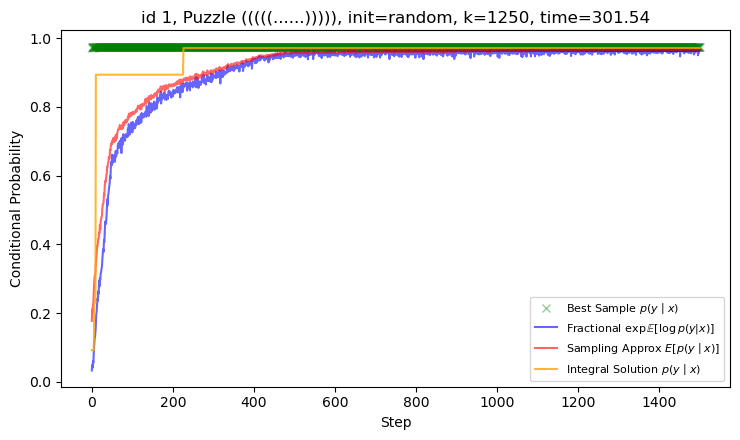 id 1, Puzzle (((((......))))), init=random, k=1250, time=301.54
Conditional Probability
1.0
0.8
0.6
0.4
0.2
0.0
Best Sample p(y | x)
Fractional exp𝔼[log p(y|x)]
Sampling Approx E[p(y | x)]
Integral Solution p(y | x)
0 200 400 600 800 1000 1200 1400
Step